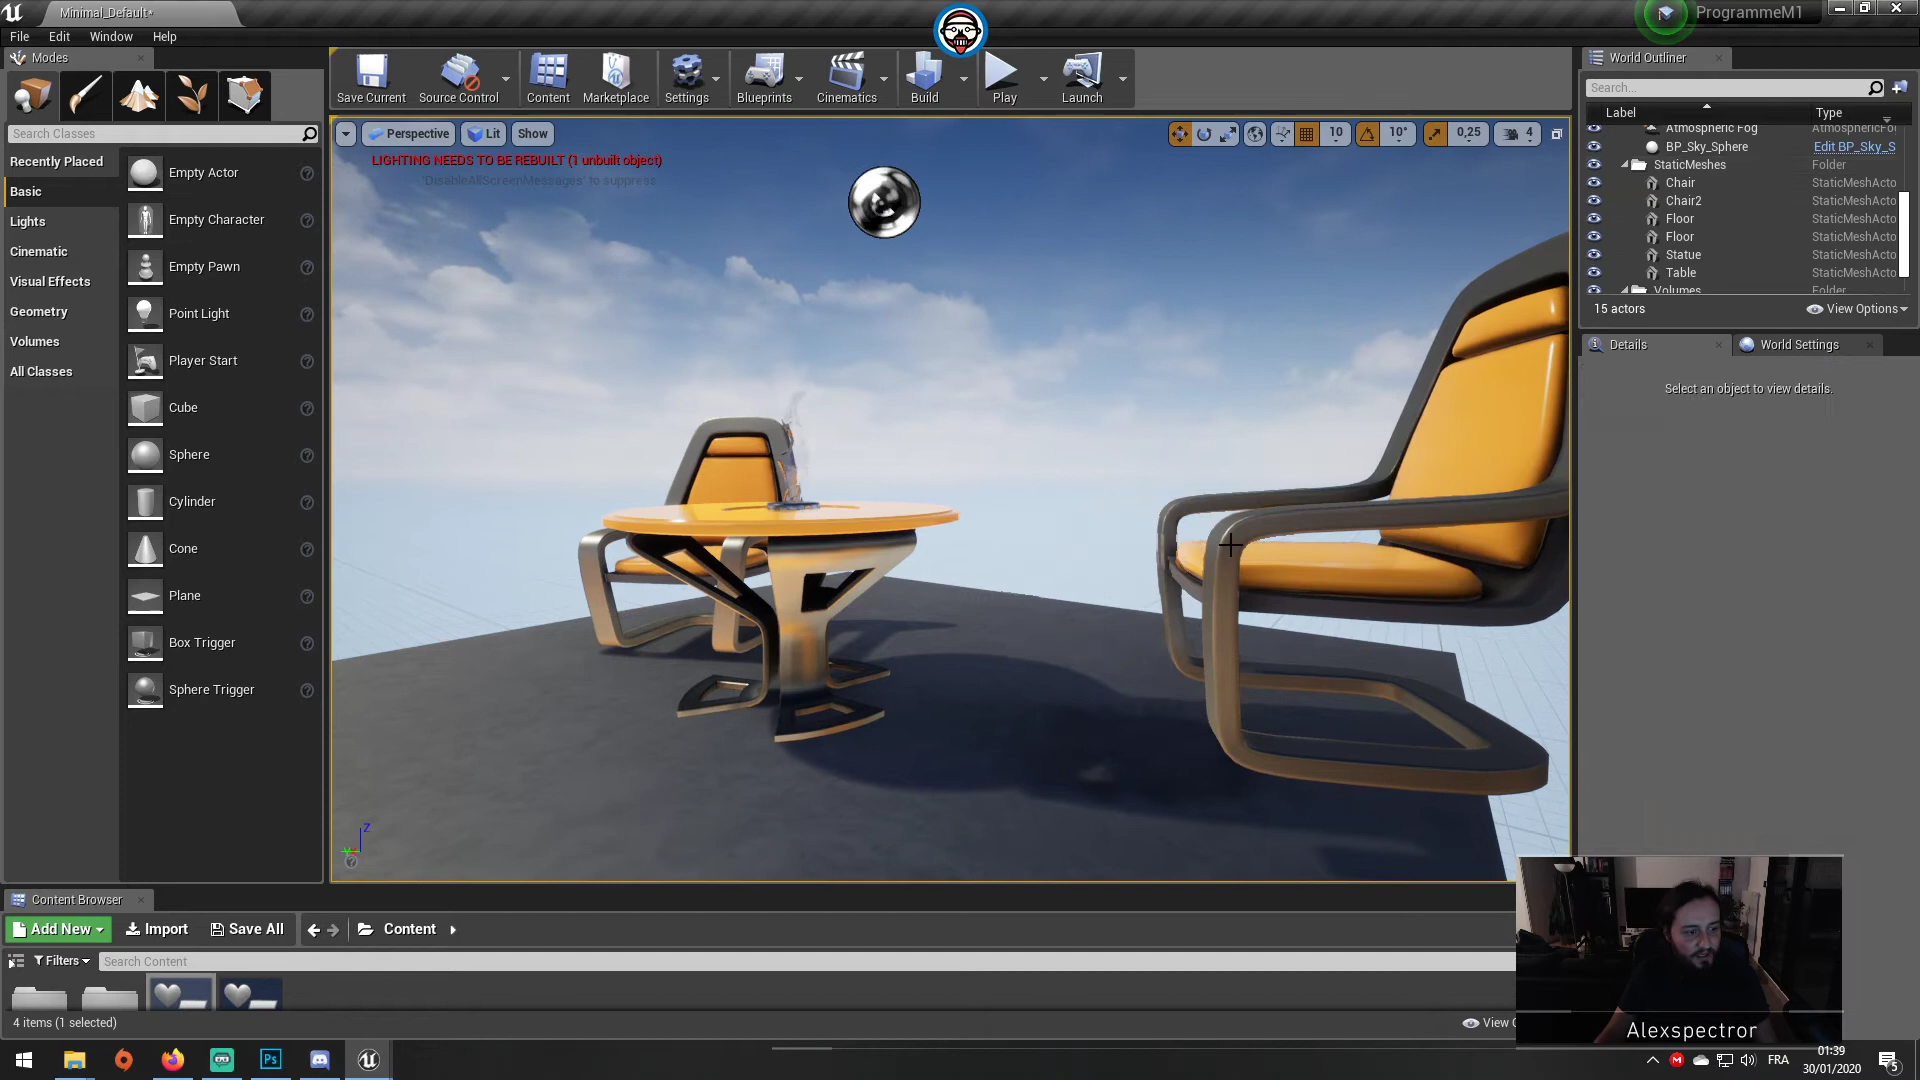 Minimal_Default*
ProgrammeM1
File Edit Window Help
Modes
World Outliner
Save Current
Source Control
Content
Marketplace
Settings
Blueprints
Cinematics
Build
Play
Launch
Search...
Label Type
Search Classes
Perspective Lit Show
10 10° 0,25 4
Atmospheric Fog AtmosphericFo
BP_Sky_Sphere Edit BP_Sky_S
StaticMeshes Folder
Chair StaticMeshActo
Chair2 StaticMeshActo
Floor StaticMeshActo
Floor StaticMeshActo
Statue StaticMeshActo
Table StaticMeshActo
Volumes Folder
15 actors View Options
LIGHTING NEEDS TO BE REBUILT (1 unbuilt object)
'DisableAllScreenMessages' to suppress
Recently Placed
Basic
Lights
Cinematic
Visual Effects
Geometry
Volumes
All Classes
Empty Actor
Empty Character
Empty Pawn
Point Light
Player Start
Cube
Sphere
Cylinder
Cone
Plane
Box Trigger
Sphere Trigger
Details World Settings
Select an object to view details.
Z
Content Browser
Add New Import Save All Content
Filters Search Content
4 items (1 selected)
View O
Alexspectror
Ps
FRA
01:39
30/01/2020
5